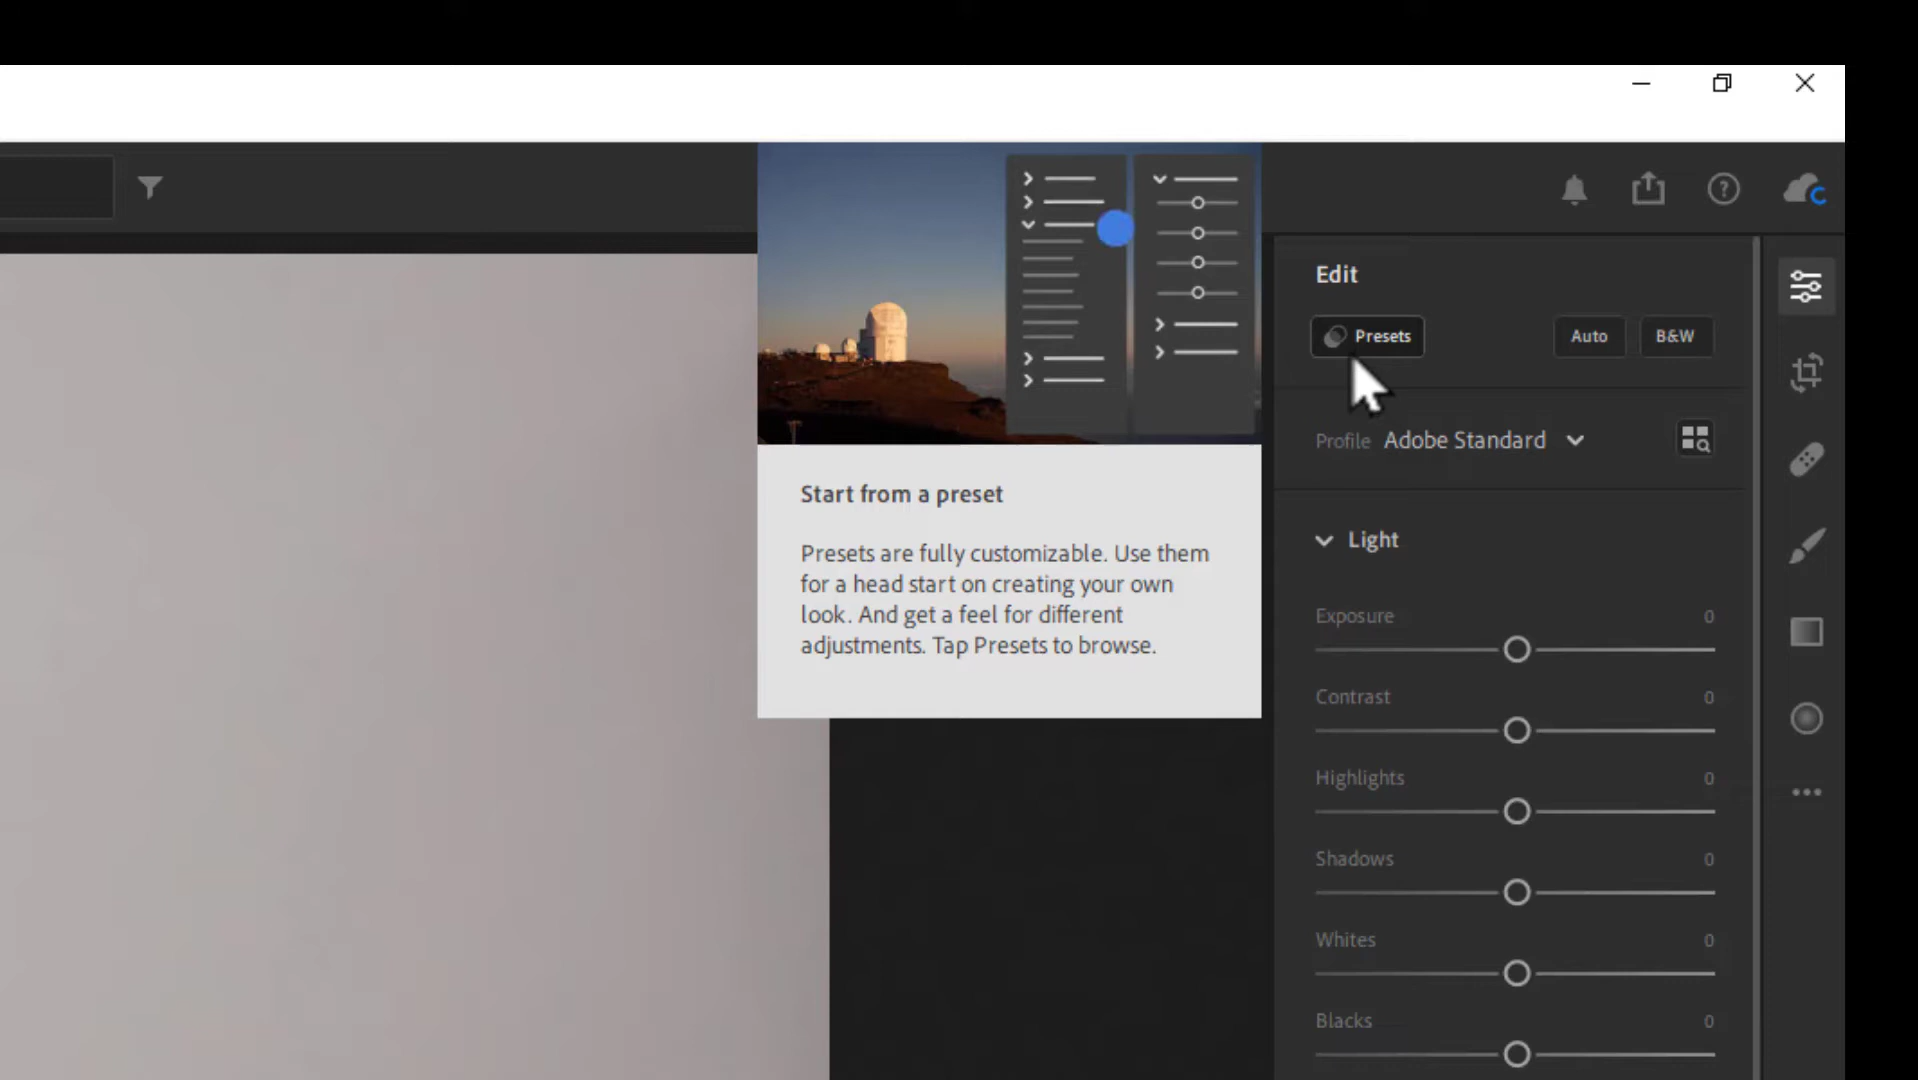 Edit
Presets
Auto
B&W
Profile Adobe Standard
Start from a preset
Presets are fully customizable. Use them
for a head start on creating your own
look. And get a feel for different
adjustments. Tap Presets to browse.
Light
Exposure 0
Contrast 0
Highlights 0
Shadows 0
Whites 0
Blacks 0